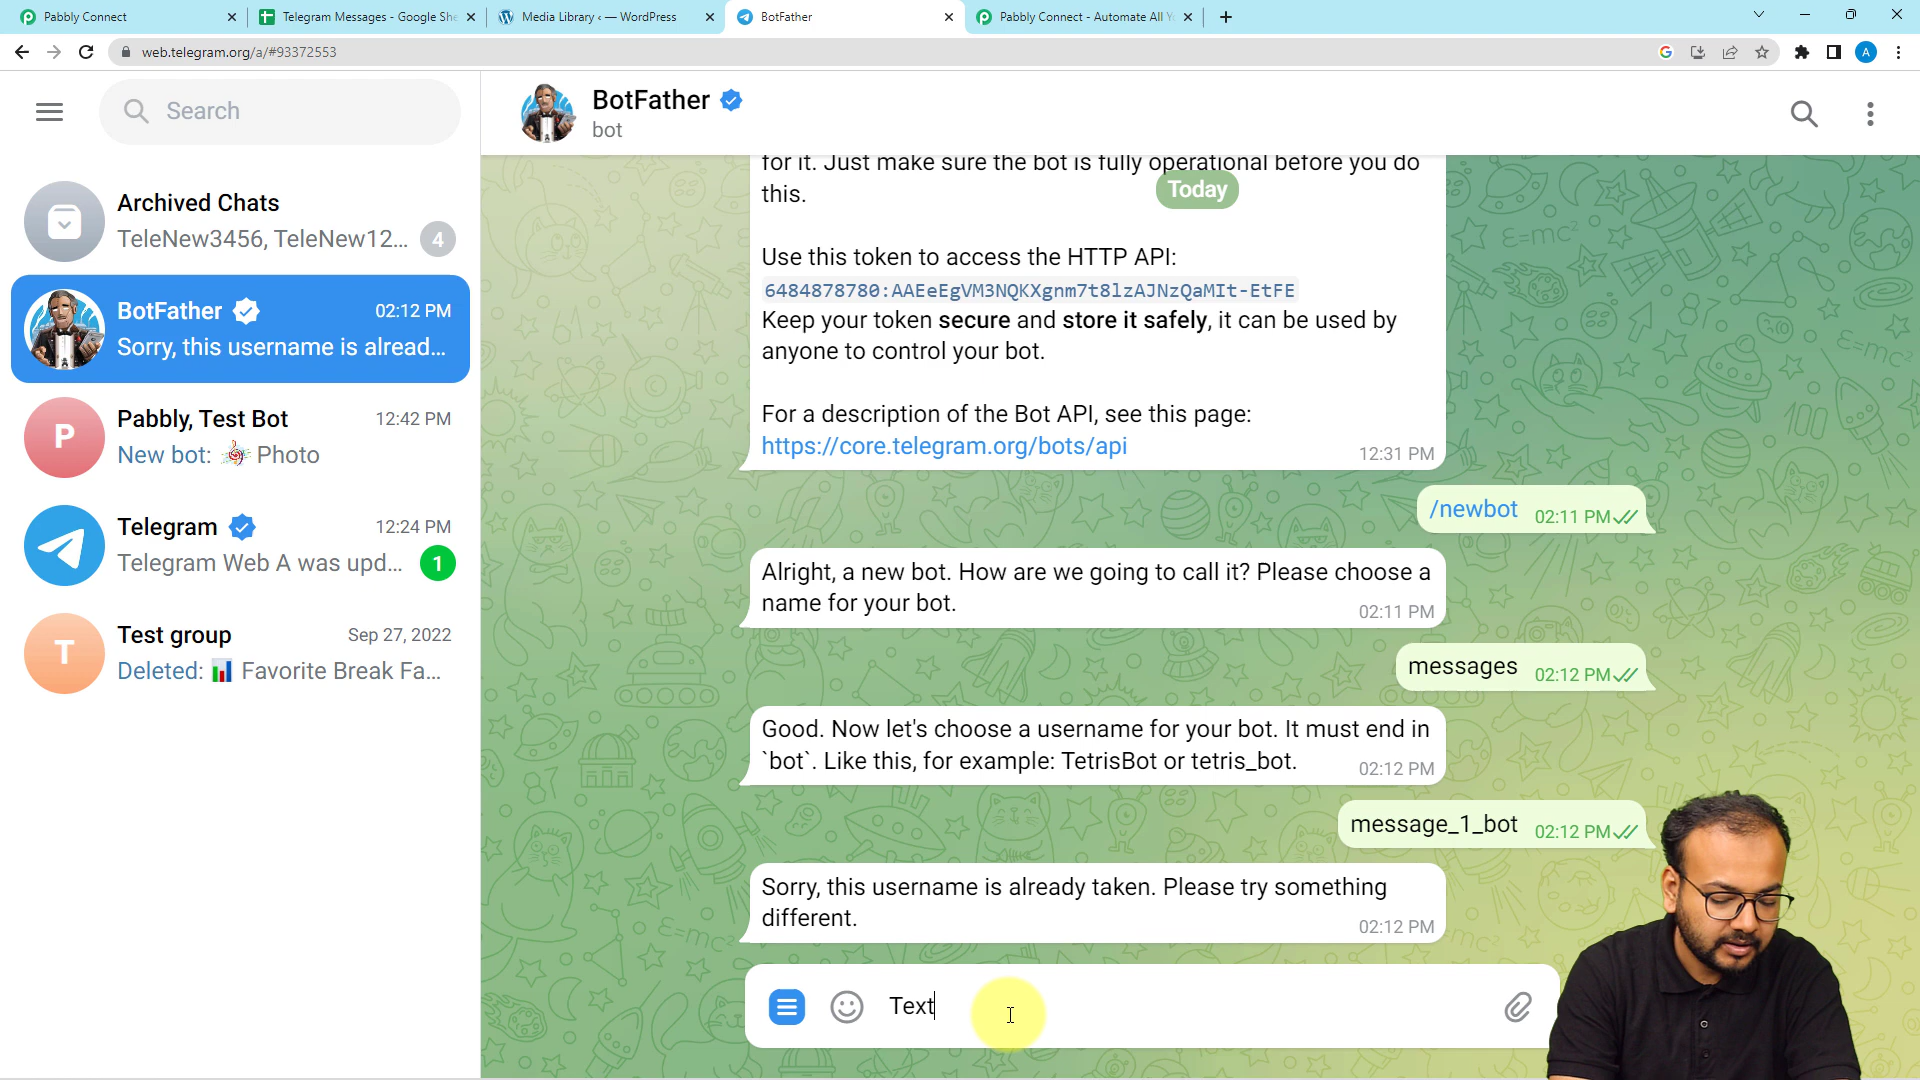 Pabbly Connect
Telegram Messages - Google She
Media Library ‹ — WordPress
BotFather
Pabbly Connect - Automate All Y
web.telegram.org/a/#93372553
A
Search
BotFather
bot
Archived Chats
TeleNew3456, TeleNew12...
4
BotFather
02:12 PM
Sorry, this username is alread...
P
Pabbly, Test Bot
12:42 PM
New bot: Photo
Telegram
12:24 PM
Telegram Web A was upd...
1
T
Test group
Sep 27, 2022
Deleted: Favorite Break Fa...
for it. Just make sure the bot is fully operational before you do
this.
Today
Use this token to access the HTTP API:
6484878780:AAEeEgVM3NQKXgnm7t8lzAJNzQaMIt-EtFE
Keep your token secure and store it safely, it can be used by
anyone to control your bot.
For a description of the Bot API, see this page:
https://core.telegram.org/bots/api
12:31 PM
/newbot
02:11 PM
Alright, a new bot. How are we going to call it? Please choose a
name for your bot.
02:11 PM
messages
02:12 PM
Good. Now let's choose a username for your bot. It must end in
`bot`. Like this, for example: TetrisBot or tetris_bot.
02:12 PM
message_1_bot
02:12 PM
Sorry, this username is already taken. Please try something
different.
02:12 PM
Text